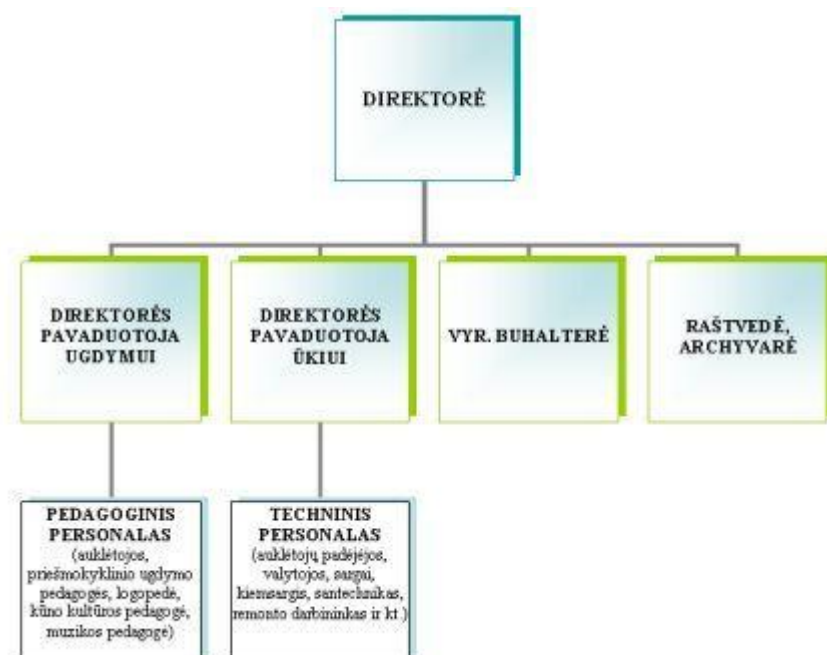 DIREKTORĖ
DIREKTORĖS
PAVADUOTOJA
UGDYMUI
DIREKTORĖS
PAVADUOTOJA
ŪKIUI
VYR. BUHALTERĖ
RAŠTVEDĖ,
ARCHYVARĖ
PEDAGOGINIS
PERSONALAS
(auklėtojos,
priešmokyklinio ugdymo
pedagogės, logopedė,
kūno kultūros pedagogė,
muzikos pedagogė)
TECHNINIS
PERSONALAS
(auklėtojų padėjėjos,
valytojos, sargai,
kiemsargis, santechnikas,
remonto darbininkas ir kt.)